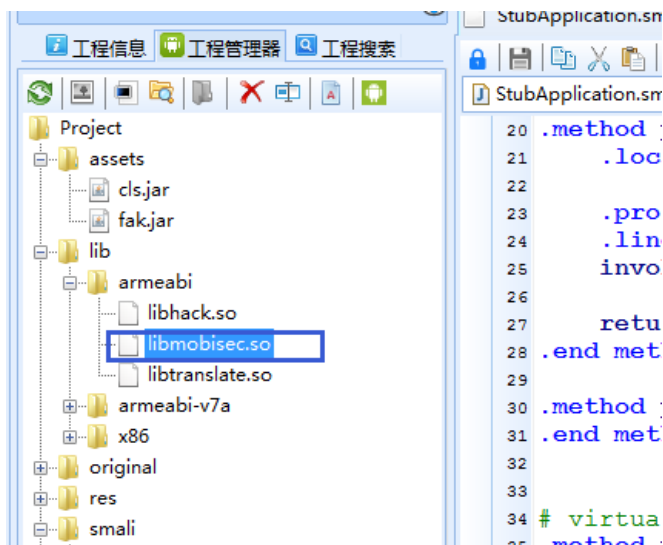 StubApplication.sm
工程信息 工程管理器 工程搜索
StubApplication.sm
Project
assets
cls.jar
fak.jar
lib
armeabi
libhack.so
libmobisec.so
libtranslate.so
armeabi-v7a
x86
original
res
smali
20 .method
21 .loc
22
23 .pro
24 .lin
25 invo
26
27 retu
28 .end met
29
30 .method
31 .end met
32
33
34 # virtua
35 .method